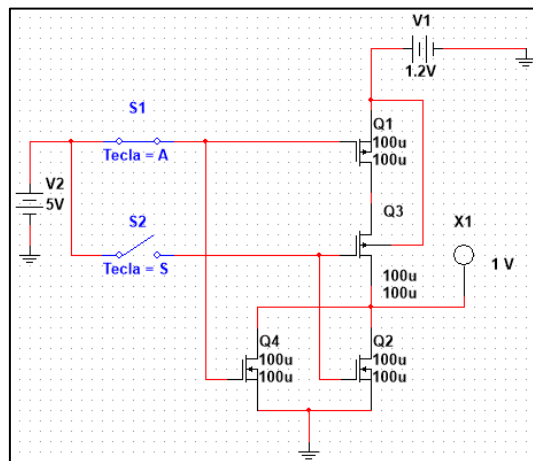 V1
1.2V
S1
Q1
100u
100u
Tecla = A
V2
5V
S2
Q3
X1
1 V
Tecla = S
100u
100u
Q4
100u
100u
Q2
100u
100u